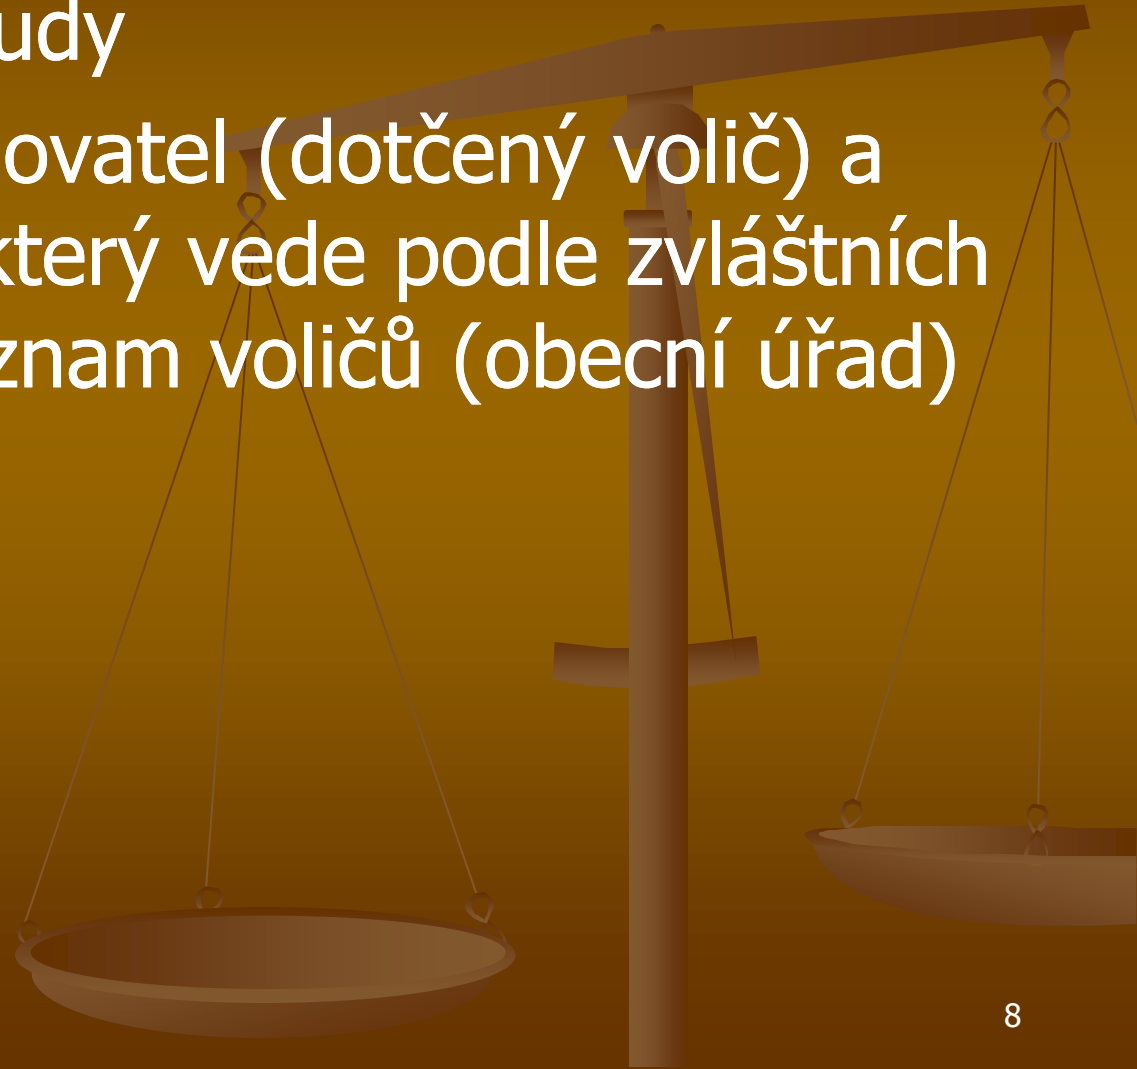 udy
ovatel (dotčený volič) a
který vede podle zvláštních
znam voličů (obecní úřad)
8